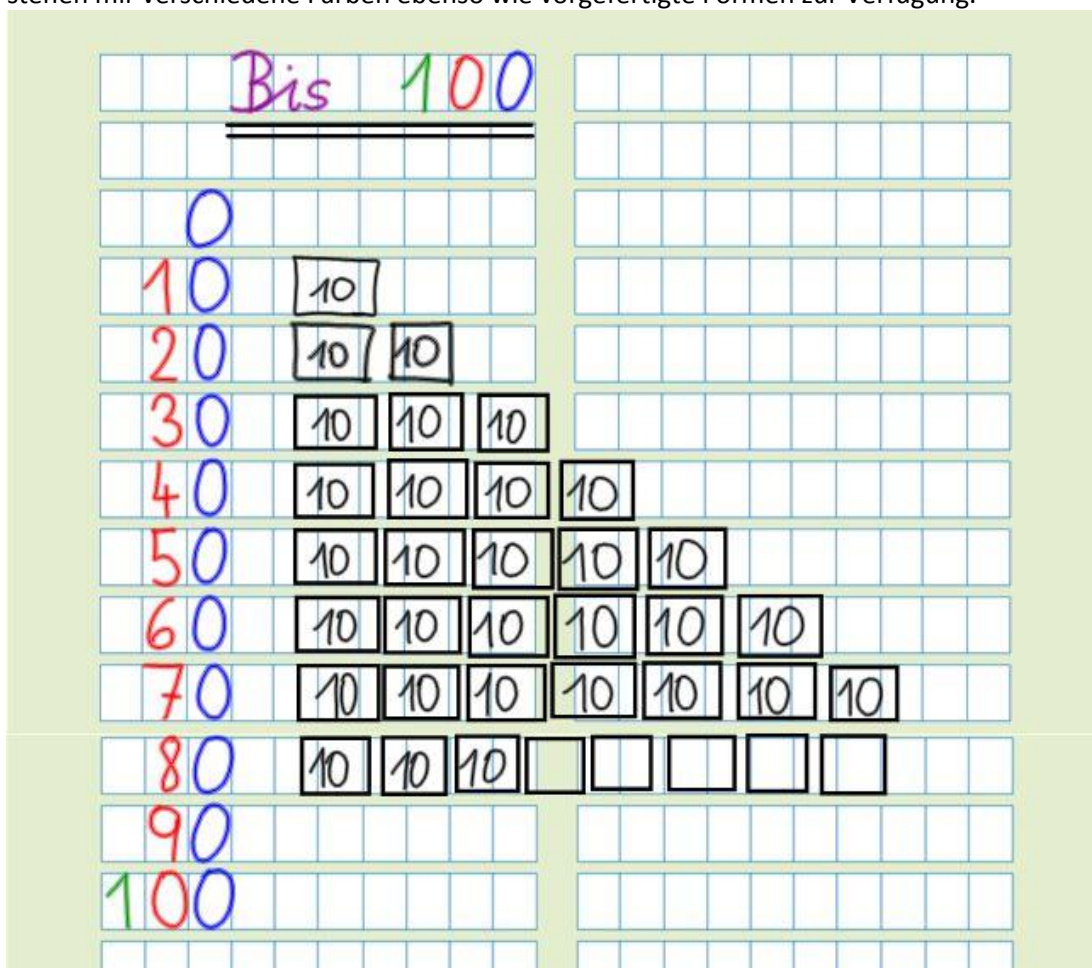 stehen mir verschiedene Farben ebenso wie vorgefertigte Formen zur Verfügung.
Bis 100
0
10 10
20 10 10
30 10 10 10
40 10 10 10 10
50 10 10 10 10 10
60 10 10 10 10 10 10
70 10 10 10 10 10 10 10
80 10 10 10
90
100